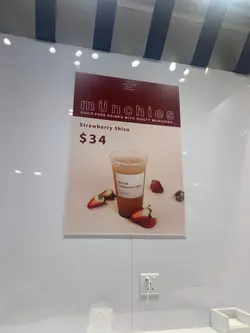 münchies
GUILT-FREE DRINKS WITH GUILTY MUNCHIES
Strawberry Shiso
$34